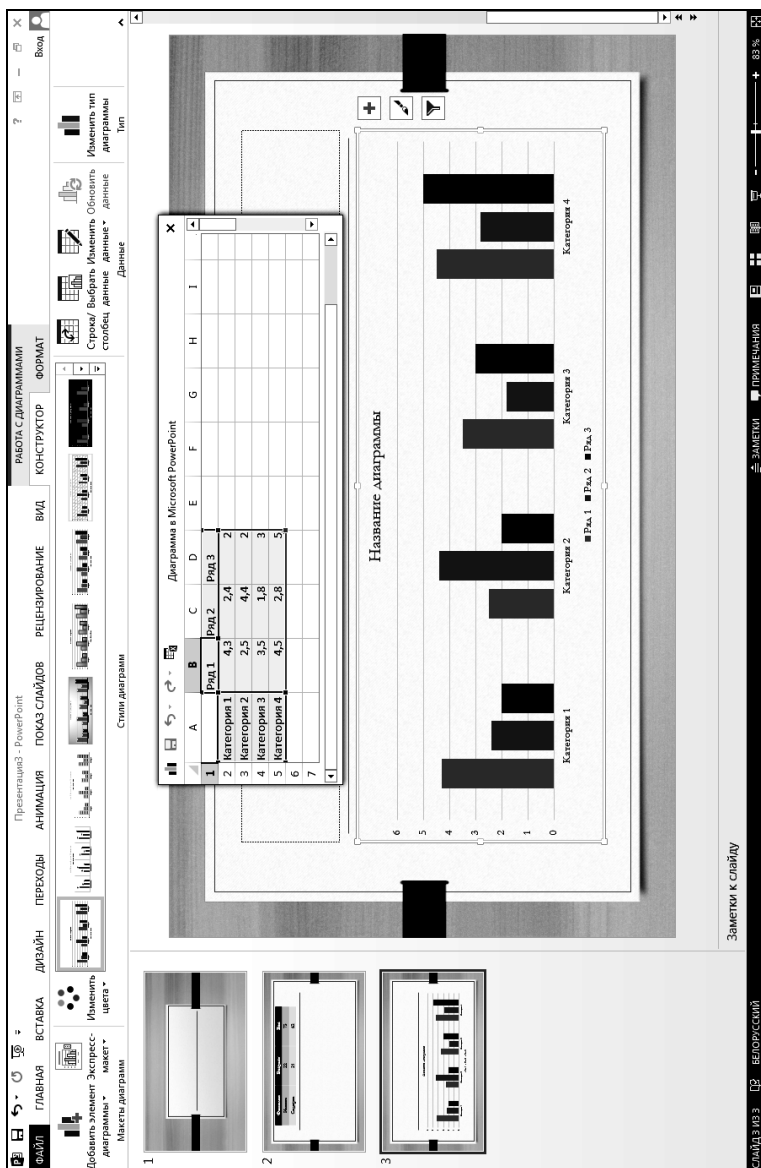 Презентация3 - PowerPoint
РАБОТА С ДИАГРАММАМИ
?
Вход
ФАЙЛ
ГЛАВНАЯ
ВСТАВКА
ДИЗАЙН
ПЕРЕХОДЫ
АНИМАЦИЯ
ПОКАЗ СЛАЙДОВ
РЕЦЕНЗИРОВАНИЕ
ВИД
КОНСТРУКТОР
ФОРМАТ
Добавить элемент
диаграммы
Экспресс-
макет
Макеты диаграмм
Изменить
цвета
Стили диаграмм
Строка/
столбец
Выбрать
данные
Изменить
данные
Обновить
данные
Данные
Изменить тип
диаграммы
Тип
1
2
3
Диаграмма в Microsoft PowerPoint
A B C D E F G H I
1 Ряд 1 Ряд 2 Ряд 3
2 Категория 1 4,3 2,4 2
3 Категория 2 2,5 4,4 2
4 Категория 3 3,5 1,8 3
5 Категория 4 4,5 2,8 5
6
7
Название диаграммы
6
5
4
3
2
1
0
Категория 1 Категория 2 Категория 3 Категория 4
Ряд 1 Ряд 2 Ряд 3
Заметки к слайду
СЛАЙД 3 ИЗ 3 БЕЛОРУССКИЙ ЗАМЕТКИ ПРИМЕЧАНИЯ 83 %